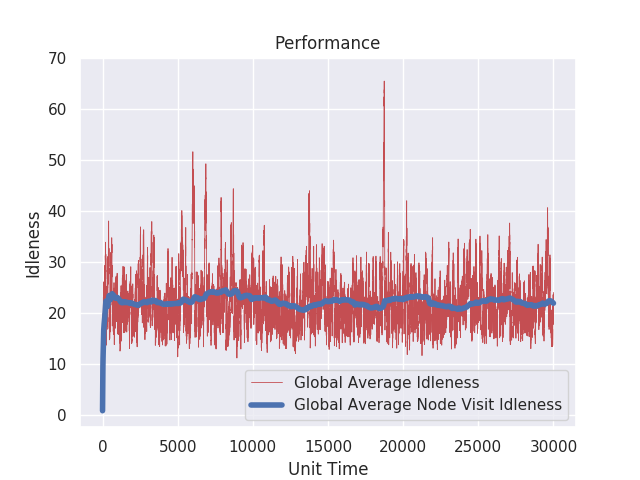 Performance
70
60
50
40
30
20
10
0
Idleness
0 5000 10000 15000 20000 25000 30000
Unit Time
Global Average Idleness
Global Average Node Visit Idleness